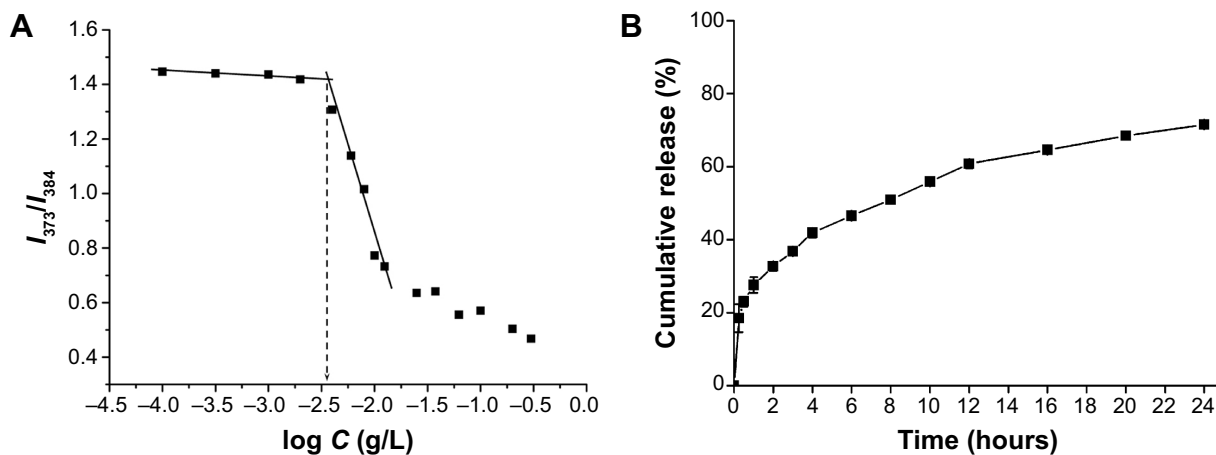 A
1.6
1.4
1.2
1.0
0.8
0.6
0.4
I373/I384
–4.5 –4.0 –3.5 –3.0 –2.5 –2.0 –1.5 –1.0 –0.5 0.0
log C (g/L)
B
100
80
60
40
20
0
Cumulative release (%)
0 2 4 6 8 10 12 14 16 18 20 22 24
Time (hours)